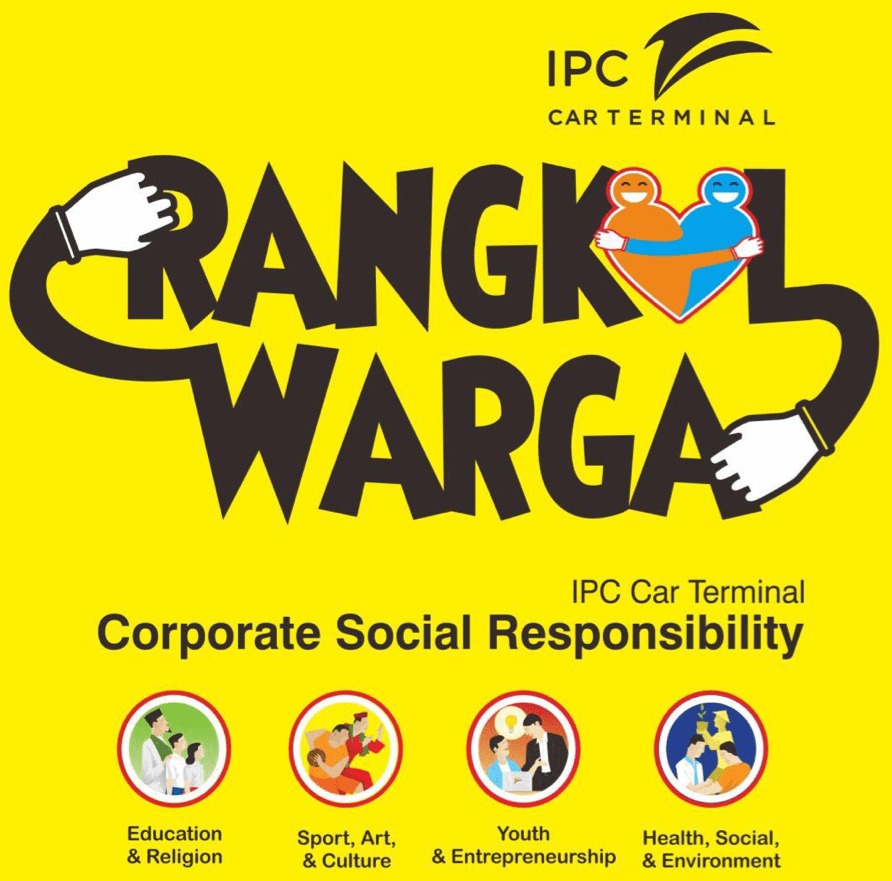 IPC
CAR TERMINAL
RANGKOL
WARGA
IPC Car Terminal
Corporate Social Responsibility
Education
& Religion
Sport, Art,
& Culture
Youth
& Entrepreneurship
Health, Social,
& Environment